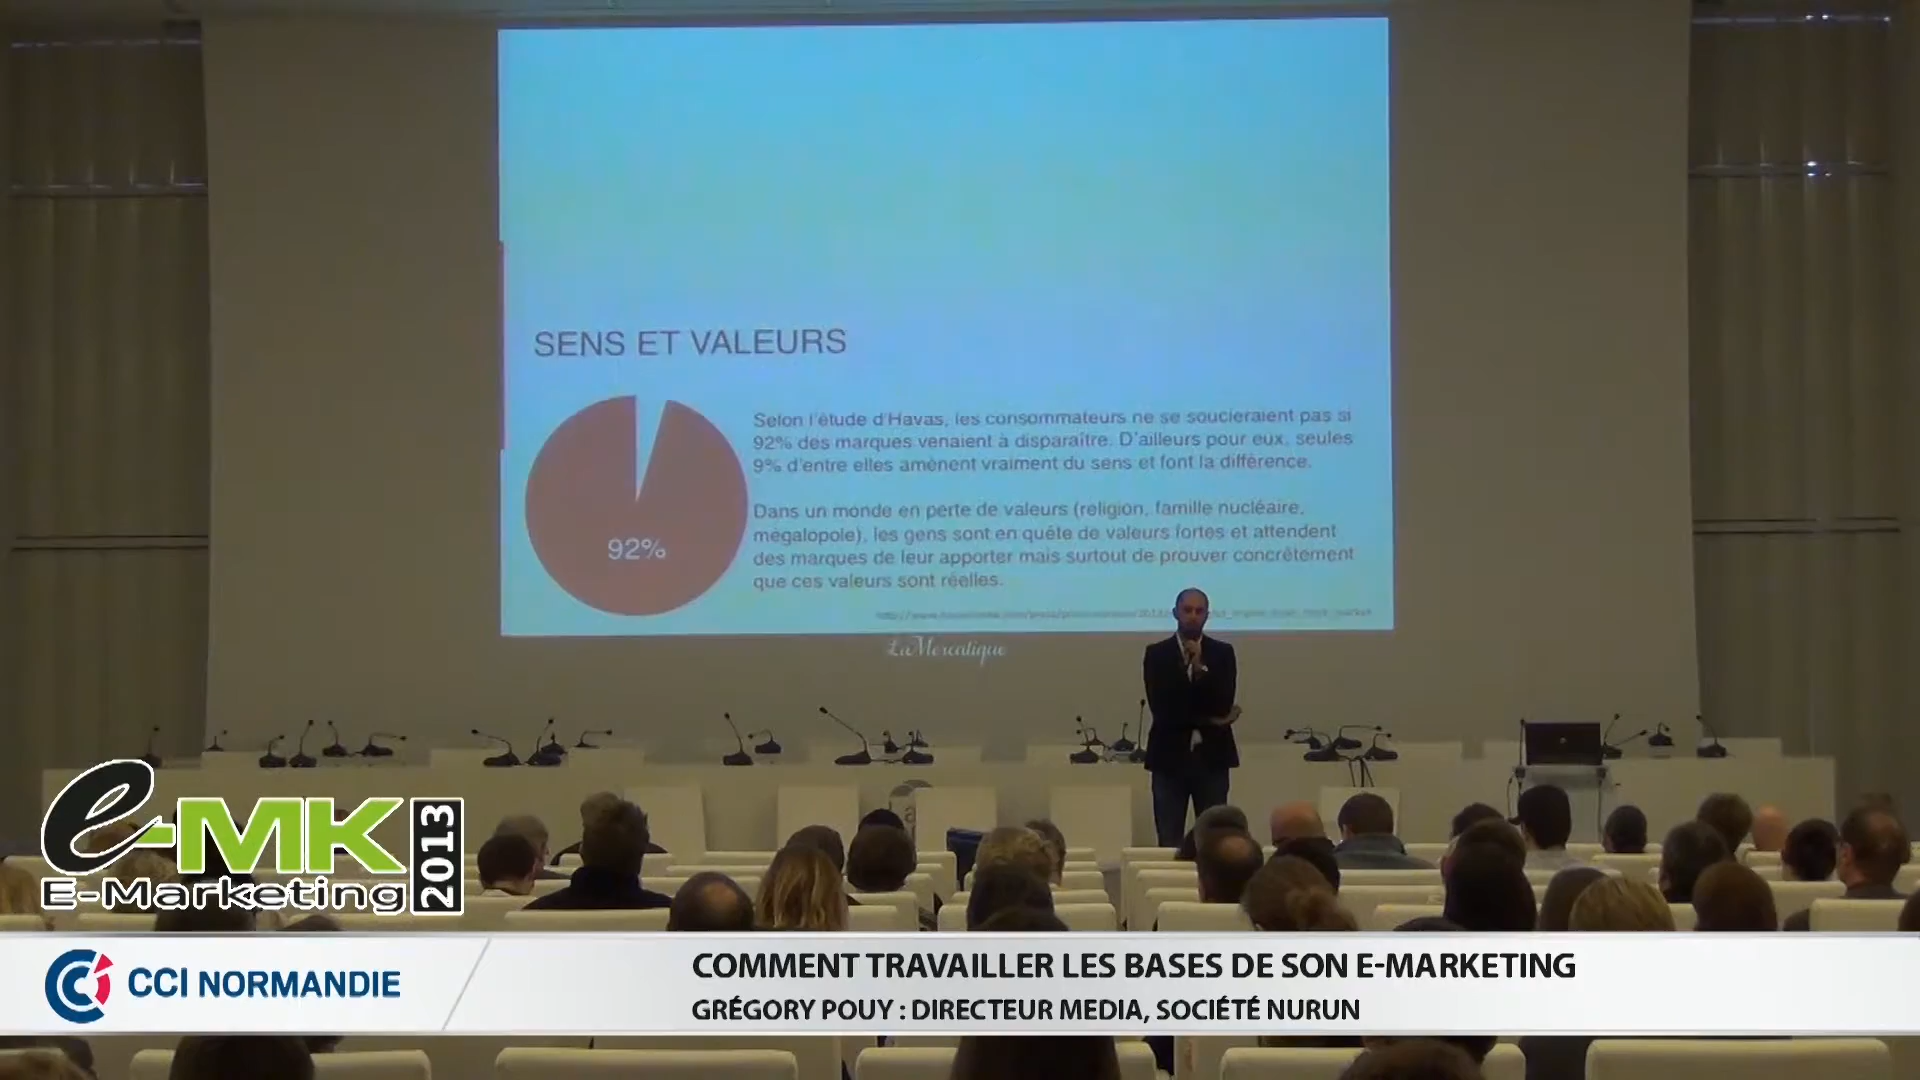 SENS ET VALEURS
Selon l'étude d'Havas, les consommateurs ne se soucieraient pas si
92% des marques venaient à disparaître. D'ailleurs pour eux, seules
9% d'entre elles amènent vraiment du sens et font la différence.
Dans un monde en perte de valeurs (religion, famille nucléaire,
mégalopole), les gens sont en quête de valeurs fortes et attendent
des marques de leur apporter mais surtout de prouver concrètement
que ces valeurs sont réelles.
92%
LaMercatique
e-MK
E-Marketing
2013
CCI NORMANDIE
COMMENT TRAVAILLER LES BASES DE SON E-MARKETING
GRÉGORY POUY : DIRECTEUR MEDIA, SOCIÉTÉ NURUN